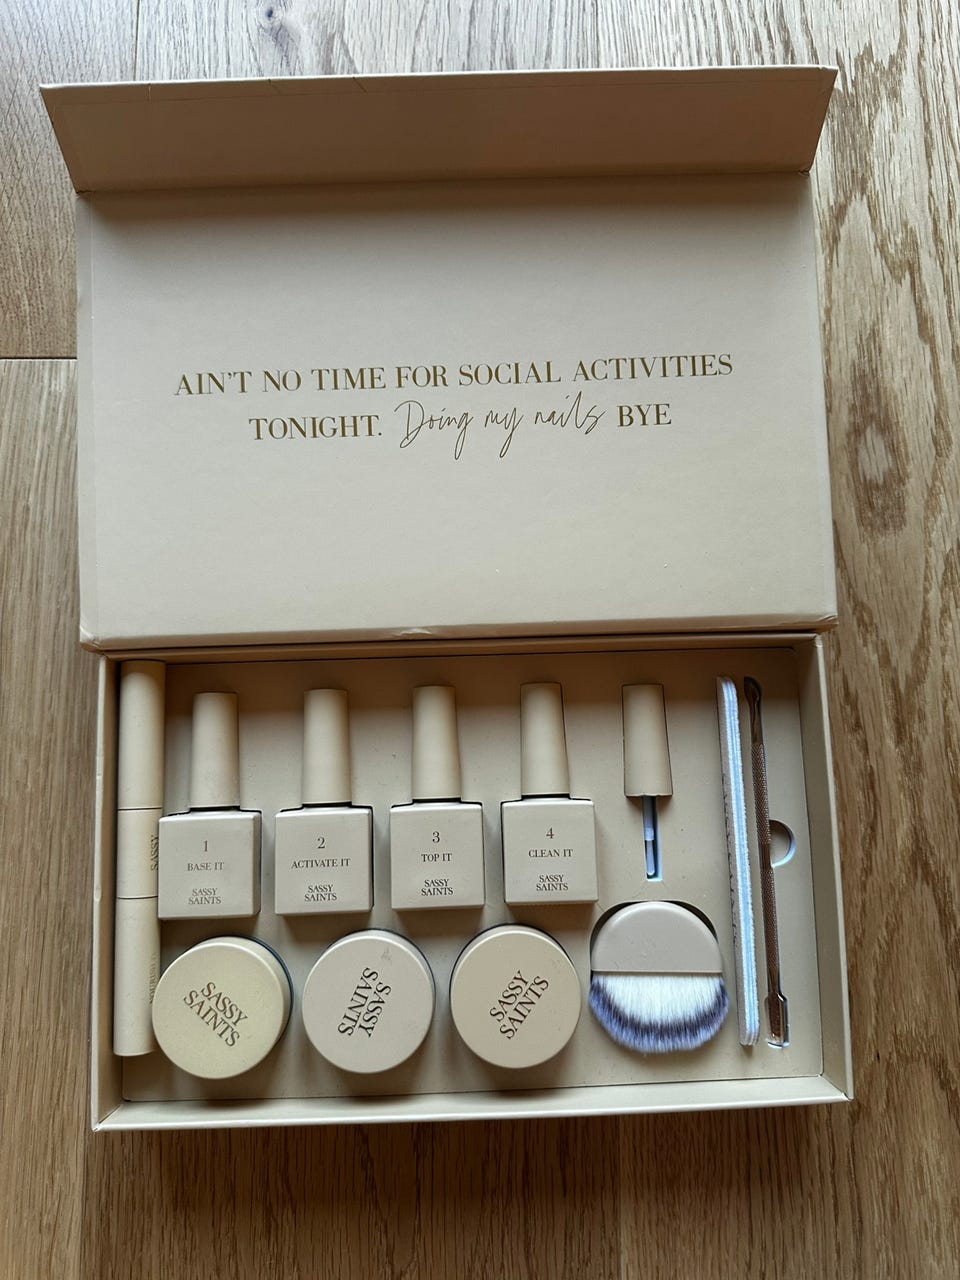 AIN'T NO TIME FOR SOCIAL ACTIVITIES
TONIGHT. Doing my nails BYE
SASSY
1
BASE IT
SASSY
SAINTS
2
ACTIVATE IT
SASSY
SAINTS
3
TOP IT
SASSY
SAINTS
4
CLEAN IT
SASSY
SAINTS
SASSY
SAINTS
SASSY
SAINTS
SASSY
SAINTS